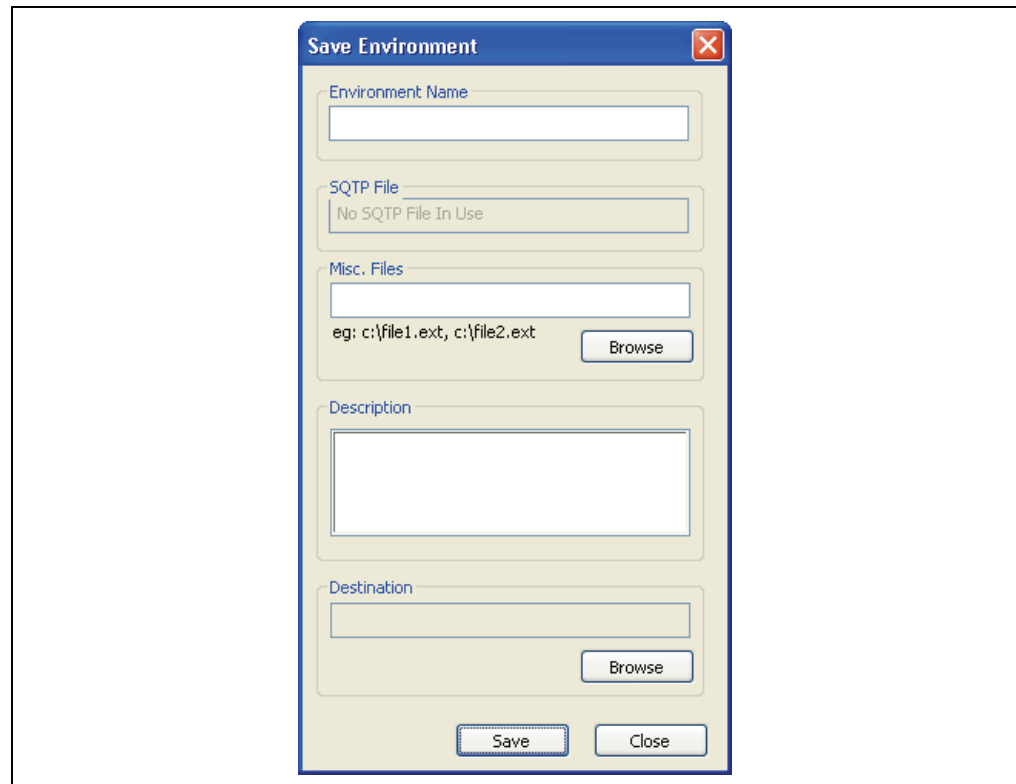 Save Environment
Environment Name
SQTP File
No SQTP File In Use
Misc. Files
eg: c:\file1.ext, c:\file2.ext
Browse
Description
Destination
Browse
Save
Close